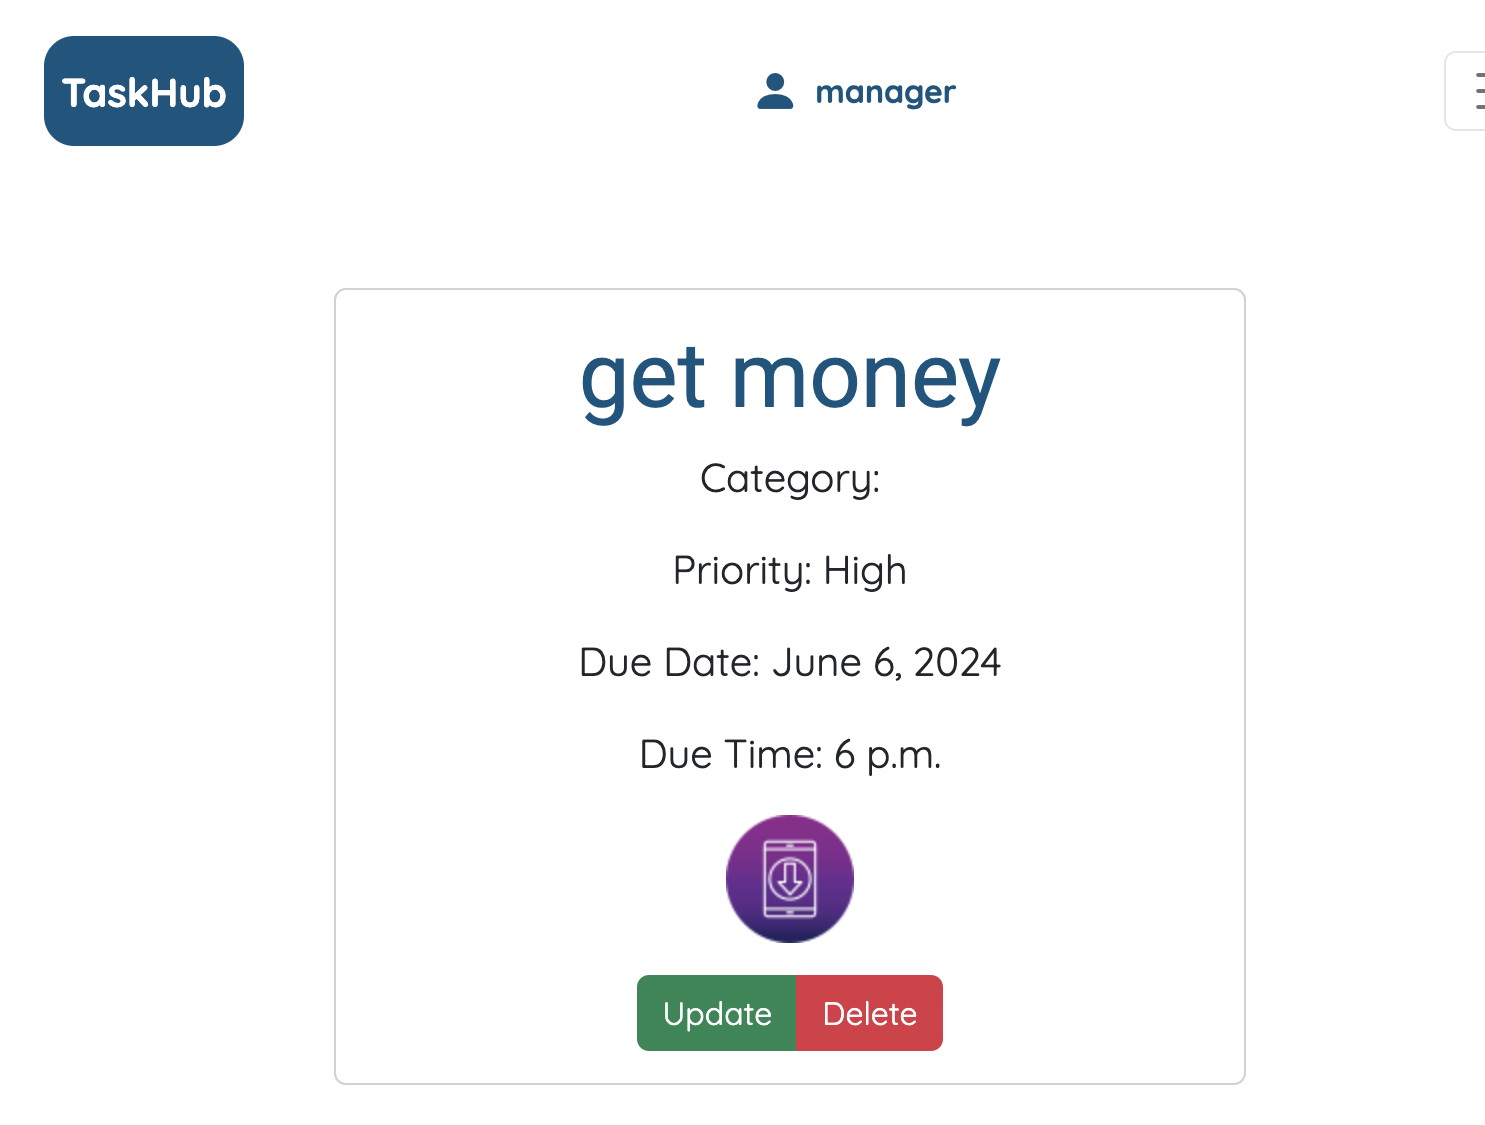 TaskHub
manager
get money
Category:
Priority: High
Due Date: June 6, 2024
Due Time: 6 p.m.
Update
Delete